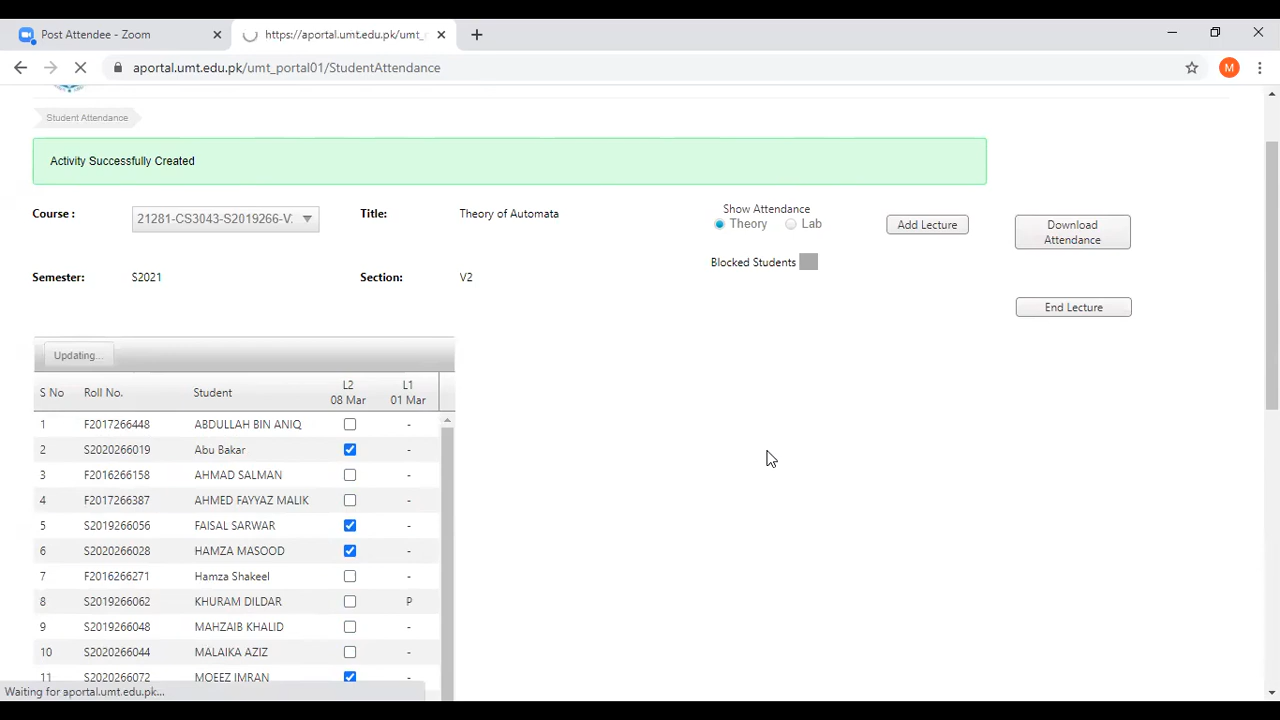 Post Attendee - Zoom
https://aportal.umt.edu.pk/umt_
aportal.umt.edu.pk/umt_portal01/StudentAttendance
M
Student Attendance
Activity Successfully Created
Course : 21281-CS3043-S2019266-V2 Title: Theory of Automata
Show Attendance
Theory Lab
Add Lecture
Download Attendance
Blocked Students
Semester: S2021 Section: V2
End Lecture
Updating...
S No Roll No. Student L2 08 Mar L1 01 Mar
1 F2017266448 ABDULLAH BIN ANIQ -
2 S2020266019 Abu Bakar -
3 F2016266158 AHMAD SALMAN -
4 F2017266387 AHMED FAYYAZ MALIK -
5 S2019266056 FAISAL SARWAR -
6 S2020266028 HAMZA MASOOD -
7 F2016266271 Hamza Shakeel -
8 S2019266062 KHURAM DILDAR P
9 S2019266048 MAHZAIB KHALID -
10 S2020266044 MALAIKA AZIZ -
11 S2020266072 MOEEZ IMRAN -
Waiting for aportal.umt.edu.pk...